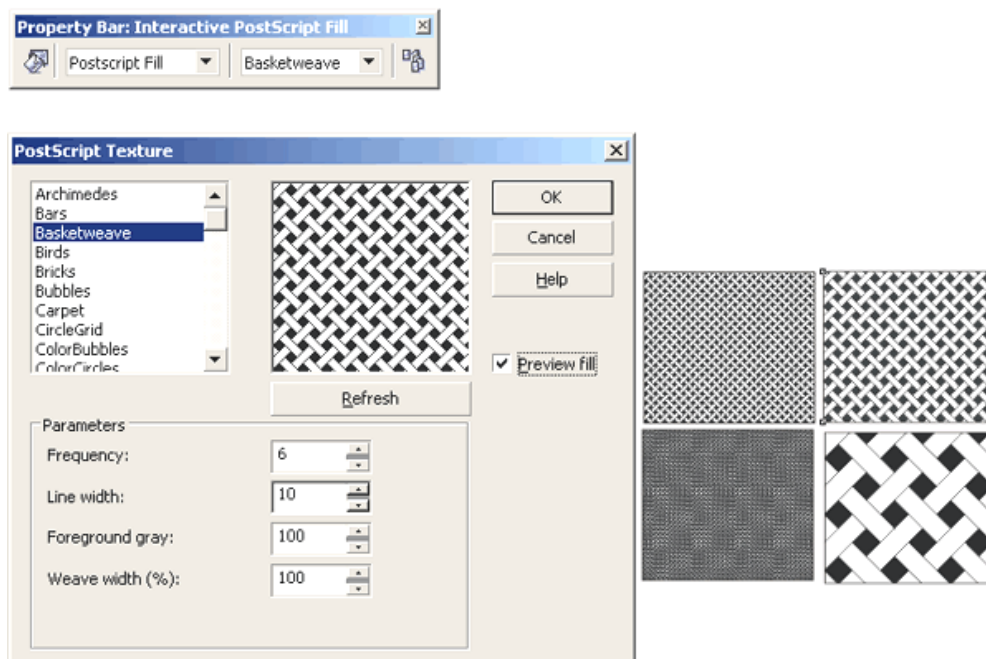 Property Bar: Interactive PostScript Fill
Postscript Fill Basketweave
PostScript Texture
Archimedes
Bars
Basketweave
Birds
Bricks
Bubbles
Carpet
CircleGrid
ColorBubbles
ColorCircles
OK
Cancel
Help
Preview fill
Refresh
Parameters
Frequency: 6
Line width: 10
Foreground gray: 100
Weave width (%): 100